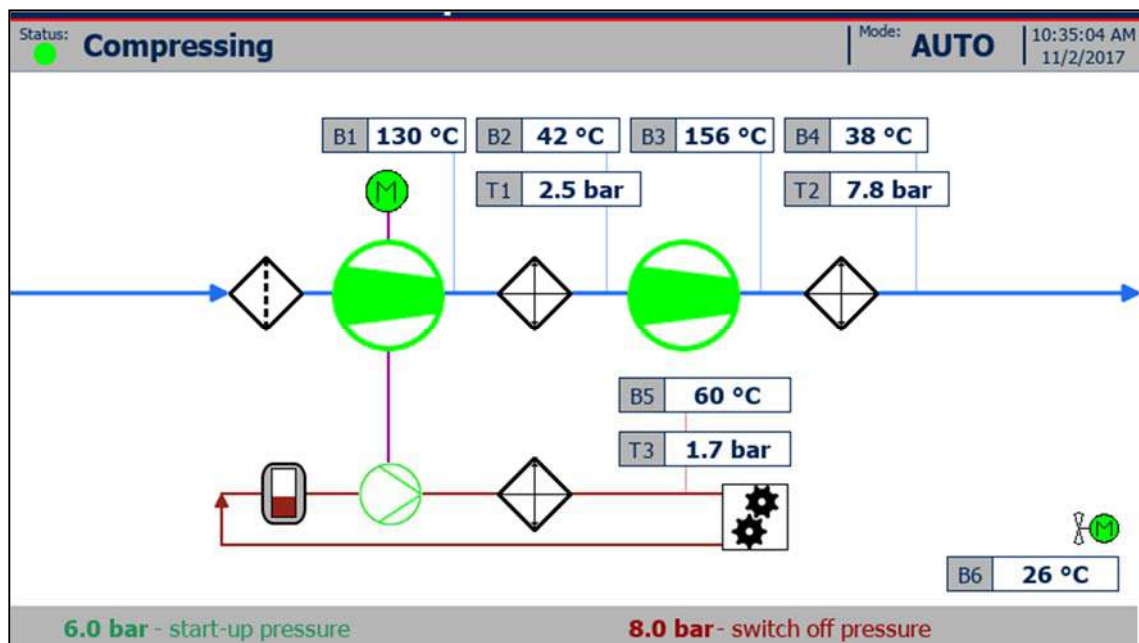 Status: Compressing Mode: AUTO 10:35:04 AM
11/2/2017
B1 130 °C B2 42 °C B3 156 °C B4 38 °C
T1 2.5 bar T2 7.8 bar
M
B5 60 °C
T3 1.7 bar
M
B6 26 °C
6.0 bar - start-up pressure 8.0 bar - switch off pressure